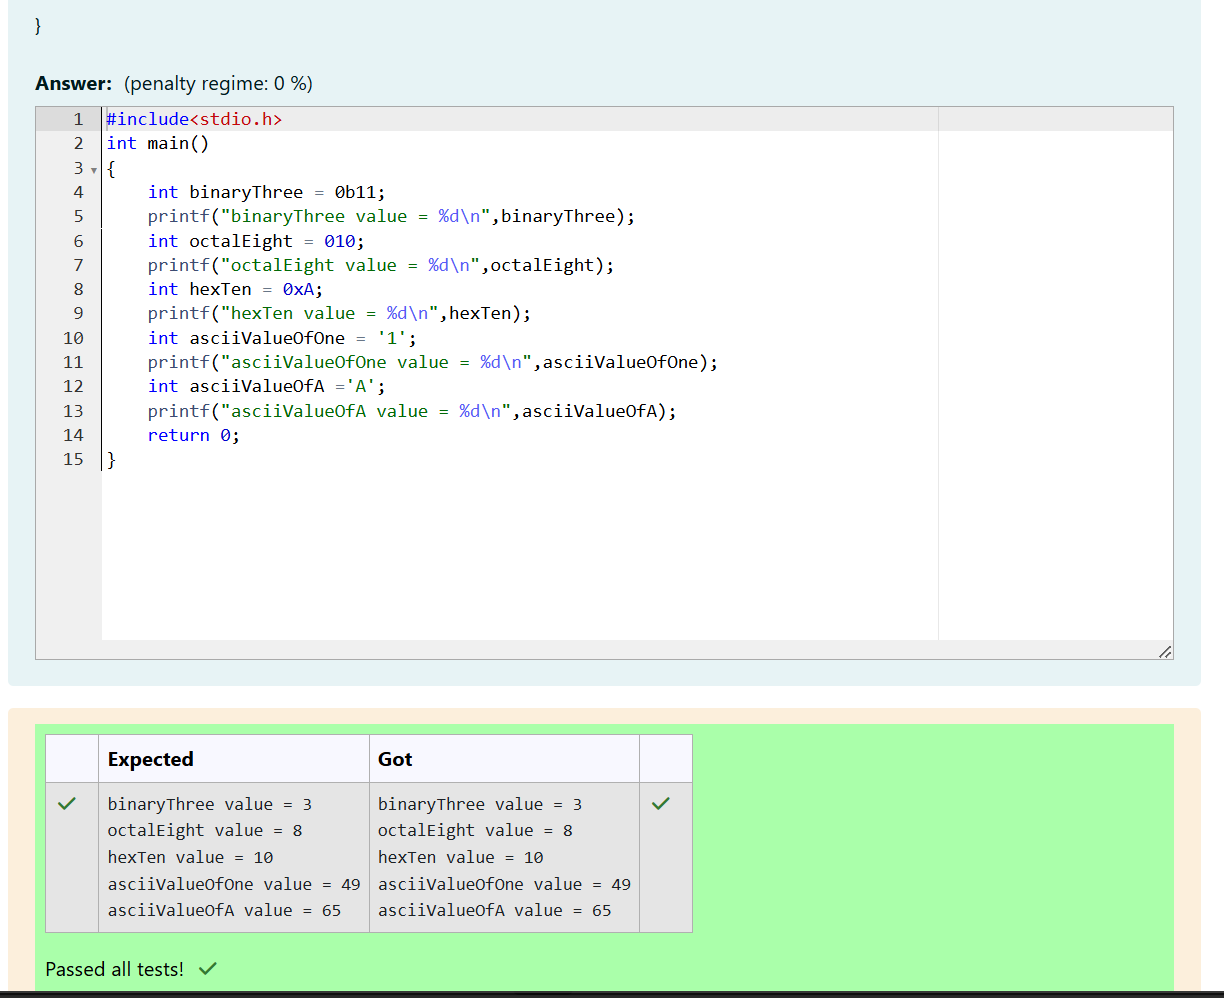 }
Answer: (penalty regime: 0 %)
1 #include<stdio.h>
2 int main()
3 {
4 int binaryThree = 0b11;
5 printf("binaryThree value = %d\n",binaryThree);
6 int octalEight = 010;
7 printf("octalEight value = %d\n",octalEight);
8 int hexTen = 0xA;
9 printf("hexTen value = %d\n",hexTen);
10 int asciiValueOfOne = '1';
11 printf("asciiValueOfOne value = %d\n",asciiValueOfOne);
12 int asciiValueOfA ='A';
13 printf("asciiValueOfA value = %d\n",asciiValueOfA);
14 return 0;
15 }
Expected Got
binaryThree value = 3 binaryThree value = 3
octalEight value = 8 octalEight value = 8
hexTen value = 10 hexTen value = 10
asciiValueOfOne value = 49 asciiValueOfOne value = 49
asciiValueOfA value = 65 asciiValueOfA value = 65
Passed all tests!